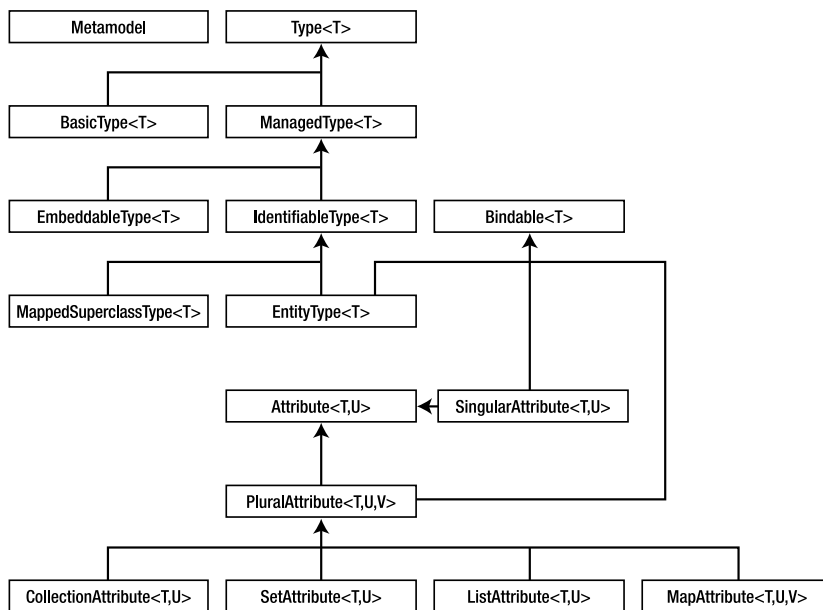 Metamodel
Type<T>
BasicType<T>
ManagedType<T>
EmbeddableType<T>
IdentifiableType<T>
Bindable<T>
MappedSuperclassType<T>
EntityType<T>
Attribute<T,U>
SingularAttribute<T,U>
PluralAttribute<T,U,V>
CollectionAttribute<T,U>
SetAttribute<T,U>
ListAttribute<T,U>
MapAttribute<T,U,V>